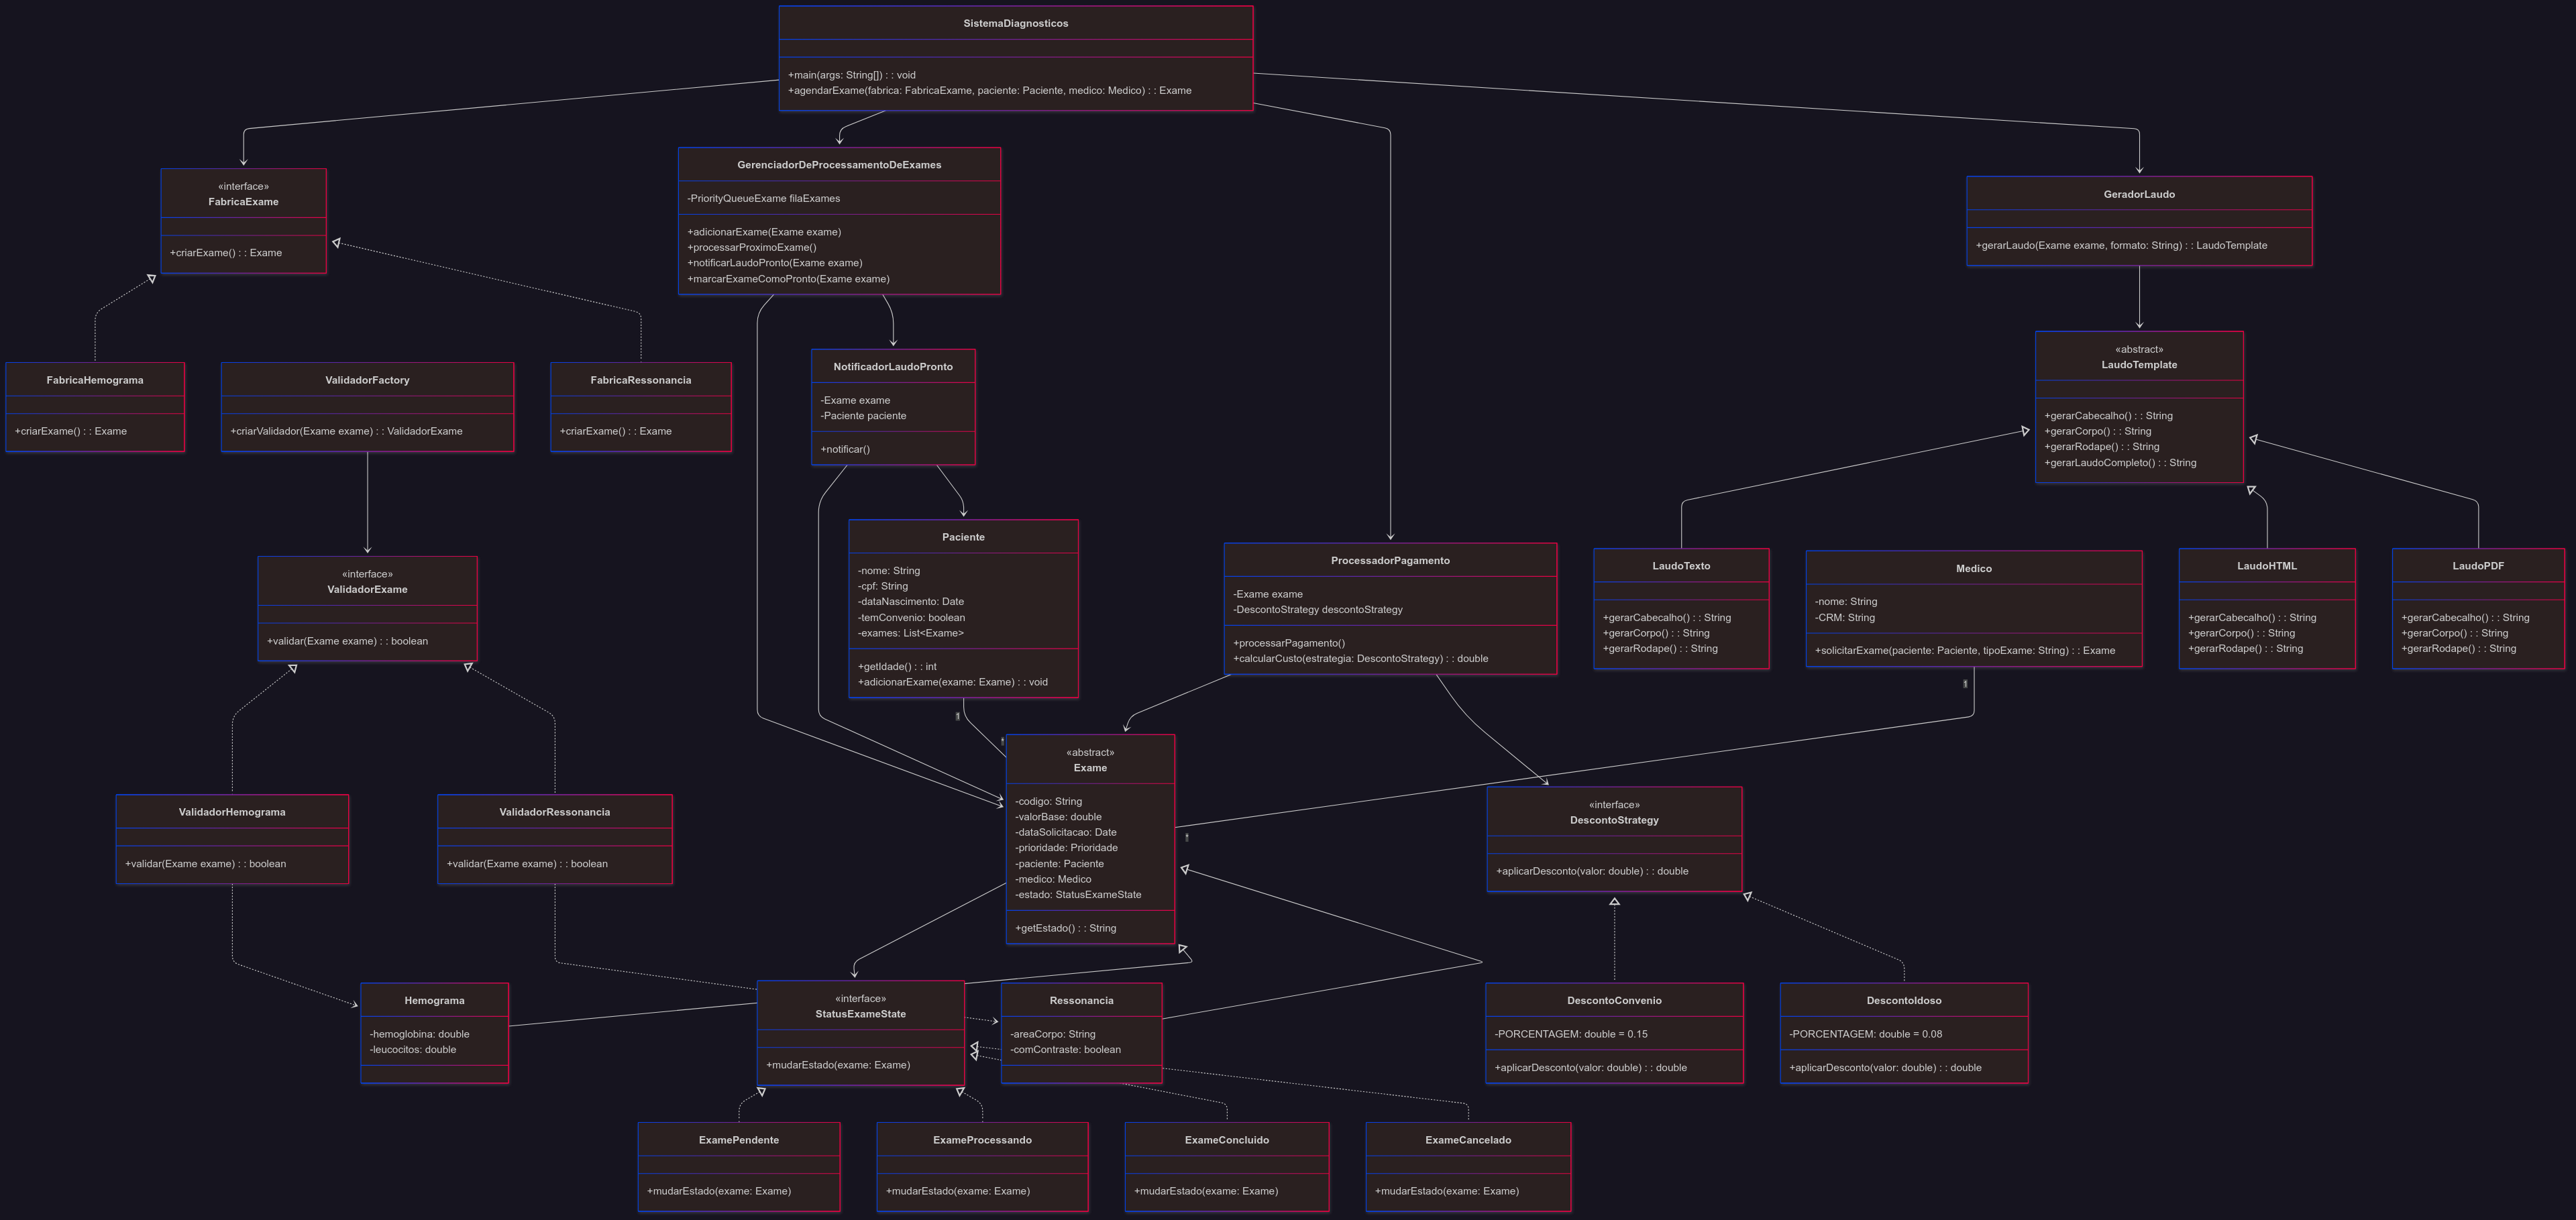 SistemaDiagnosticos
+main(args: String[]) : : void
+agendarExame(fabrica: FabricaExame, paciente: Paciente, medico: Medico) : : Exame
«interface»
FabricaExame
+criarExame() : : Exame
GerenciadorDeProcessamentoDeExames
-PriorityQueueExame filaExames
+adicionarExame(Exame exame)
+processarProximoExame()
+notificarLaudoPronto(Exame exame)
+marcarExameComoPronto(Exame exame)
GeradorLaudo
+gerarLaudo(Exame exame, formato: String) : : LaudoTemplate
FabricaHemograma
+criarExame() : : Exame
ValidadorFactory
+criarValidador(Exame exame) : : ValidadorExame
FabricaRessonancia
+criarExame() : : Exame
NotificadorLaudoPronto
-Exame exame
-Paciente paciente
+notificar()
«abstract»
LaudoTemplate
+gerarCabecalho() : : String
+gerarCorpo() : : String
+gerarRodape() : : String
+gerarLaudoCompleto() : : String
«interface»
ValidadorExame
+validar(Exame exame) : : boolean
Paciente
-nome: String
-cpf: String
-dataNascimento: Date
-temConvenio: boolean
-exames: List<Exame>
+getIdade() : : int
+adicionarExame(exame: Exame) : : void
ProcessadorPagamento
-Exame exame
-DescontoStrategy descontoStrategy
+processarPagamento()
+calcularCusto(estrategia: DescontoStrategy) : : double
LaudoTexto
+gerarCabecalho() : : String
+gerarCorpo() : : String
+gerarRodape() : : String
Medico
-nome: String
-CRM: String
+solicitarExame(paciente: Paciente, tipoExame: String) : : Exame
LaudoHTML
+gerarCabecalho() : : String
+gerarCorpo() : : String
+gerarRodape() : : String
LaudoPDF
+gerarCabecalho() : : String
+gerarCorpo() : : String
+gerarRodape() : : String
1
*
1
*
ValidadorHemograma
+validar(Exame exame) : : boolean
ValidadorRessonancia
+validar(Exame exame) : : boolean
«abstract»
Exame
-codigo: String
-valorBase: double
-dataSolicitacao: Date
-prioridade: Prioridade
-paciente: Paciente
-medico: Medico
-estado: StatusExameState
+getEstado() : : String
«interface»
DescontoStrategy
+aplicarDesconto(valor: double) : : double
Hemograma
-hemoglobina: double
-leucocitos: double
«interface»
StatusExameState
+mudarEstado(exame: Exame)
Ressonancia
-areaCorpo: String
-comContraste: boolean
DescontoConvenio
-PORCENTAGEM: double = 0.15
+aplicarDesconto(valor: double) : : double
DescontoIdoso
-PORCENTAGEM: double = 0.08
+aplicarDesconto(valor: double) : : double
ExamePendente
+mudarEstado(exame: Exame)
ExameProcessando
+mudarEstado(exame: Exame)
ExameConcluido
+mudarEstado(exame: Exame)
ExameCancelado
+mudarEstado(exame: Exame)